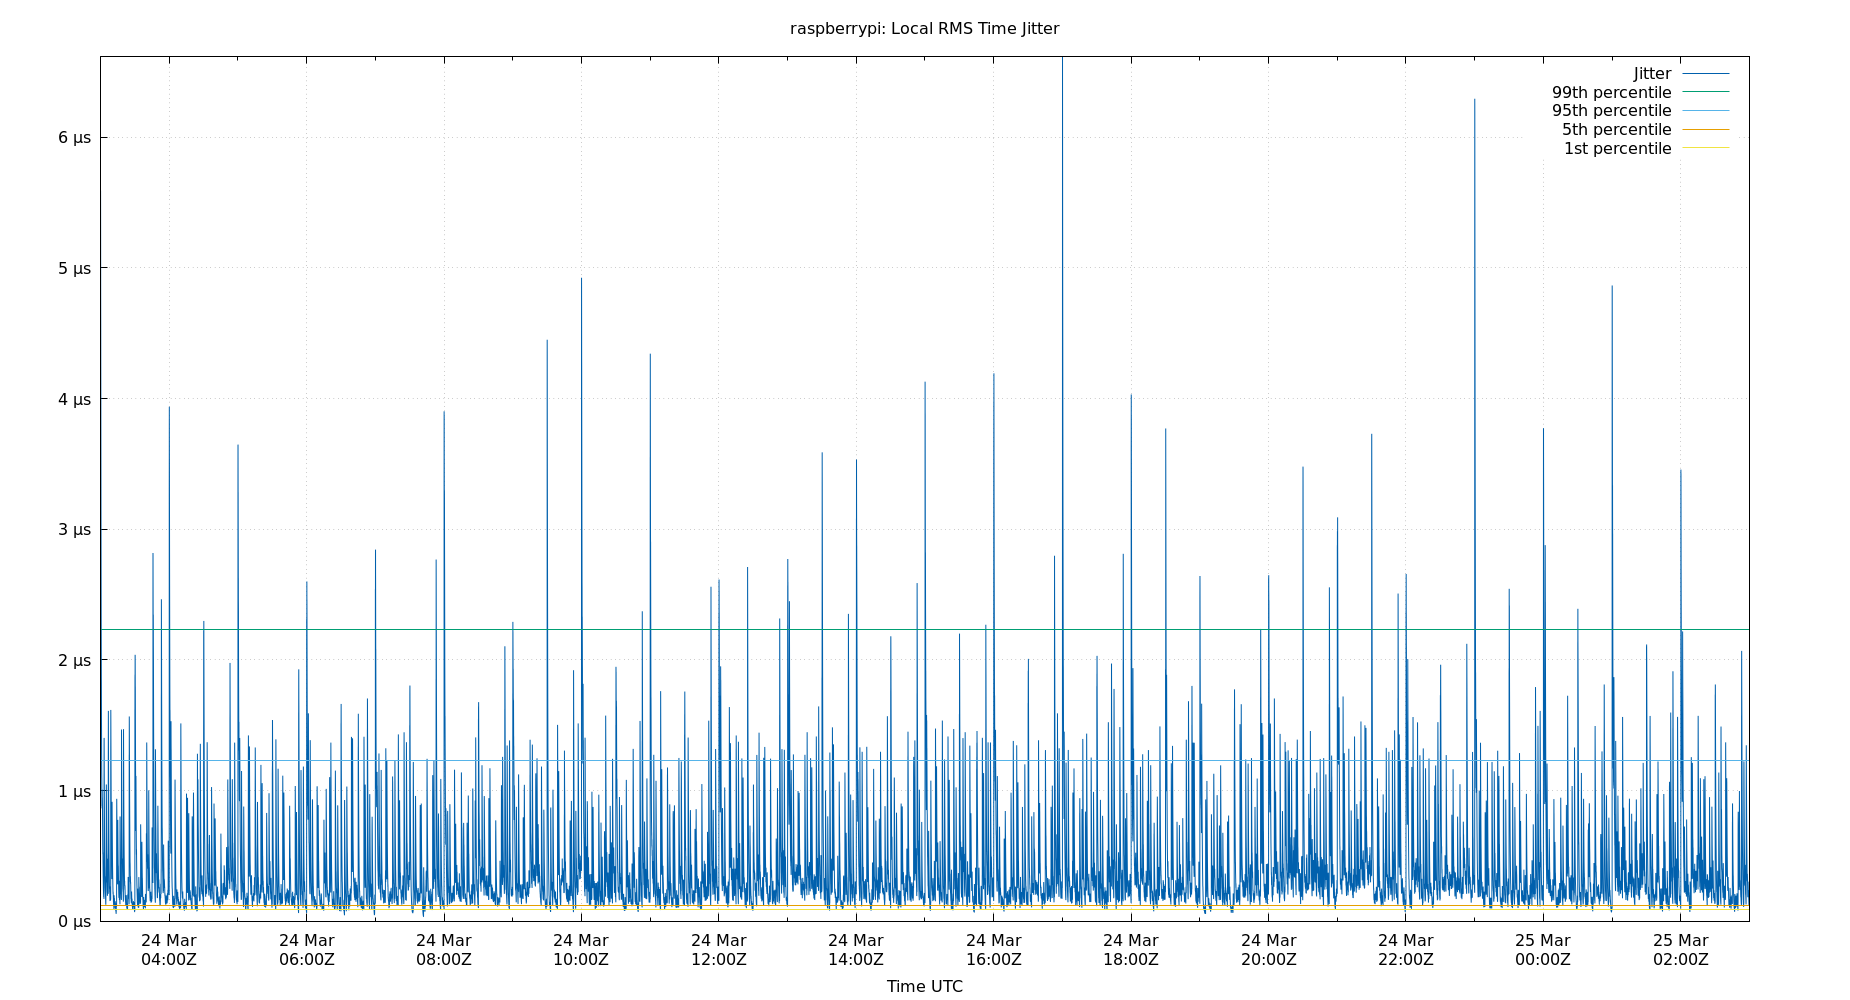 raspberrypi: Local RMS Time Jitter
Jitter
99th percentile
95th percentile
5th percentile
1st percentile
6 µs
5 µs
4 µs
3 µs
2 µs
1 µs
0 µs
24 Mar 24 Mar 24 Mar 24 Mar 24 Mar 24 Mar 24 Mar 24 Mar 24 Mar 24 Mar 25 Mar 25 Mar
04:00Z 06:00Z 08:00Z 10:00Z 12:00Z 14:00Z 16:00Z 18:00Z 20:00Z 22:00Z 00:00Z 02:00Z
Time UTC